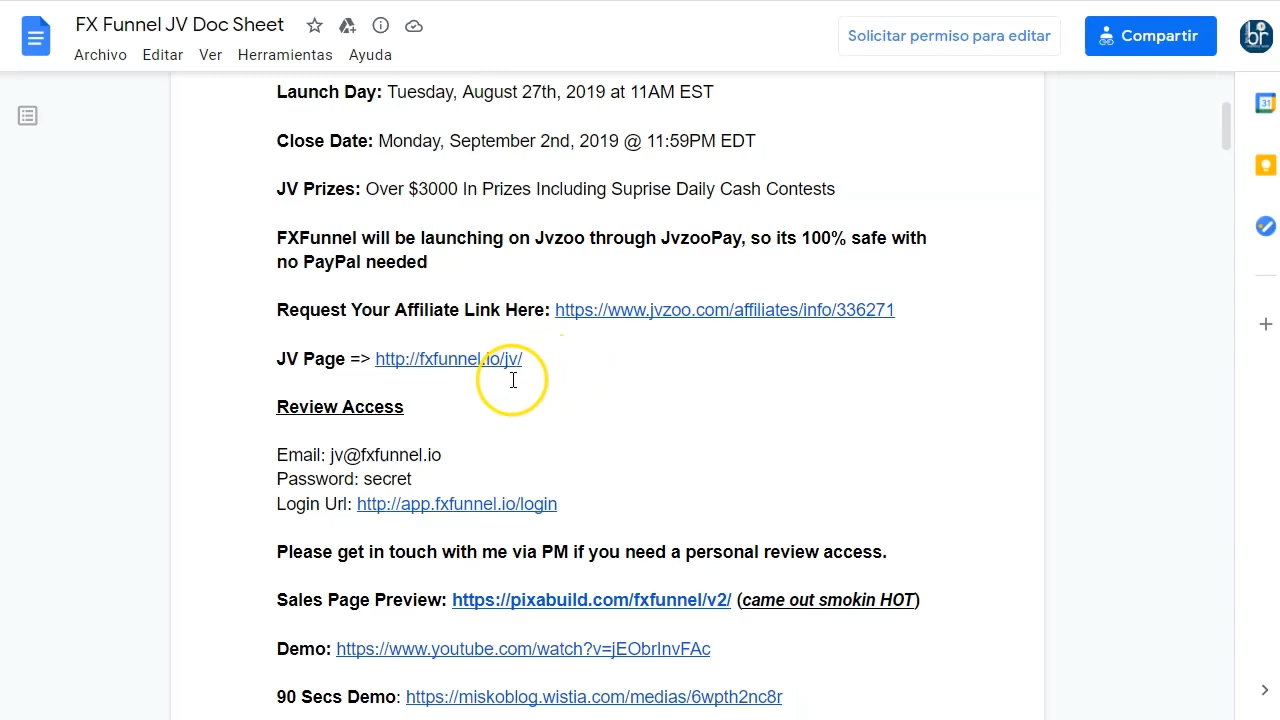 FX Funnel JV Doc Sheet
Archivo Editar Ver Herramientas Ayuda
Solicitar permiso para editar
Compartir
br
31
Launch Day: Tuesday, August 27th, 2019 at 11AM EST
Close Date: Monday, September 2nd, 2019 @ 11:59PM EDT
JV Prizes: Over $3000 In Prizes Including Suprise Daily Cash Contests
FXFunnel will be launching on Jvzoo through JvzooPay, so its 100% safe with
no PayPal needed
Request Your Affiliate Link Here: https://www.jvzoo.com/affiliates/info/336271
JV Page => http://fxfunnel.io/jv/
Review Access
Email: jv@fxfunnel.io
Password: secret
Login Url: http://app.fxfunnel.io/login
Please get in touch with me via PM if you need a personal review access.
Sales Page Preview: https://pixabuild.com/fxfunnel/v2/ (came out smokin HOT)
Demo: https://www.youtube.com/watch?v=jEObrInvFAc
90 Secs Demo: https://miskoblog.wistia.com/medias/6wpth2nc8r